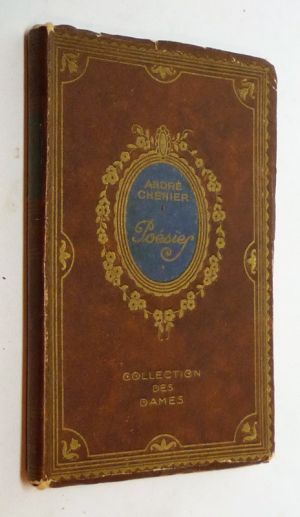 ANDRÉ
CHÉNIER
Poésies
COLLECTION
DES
DAMES